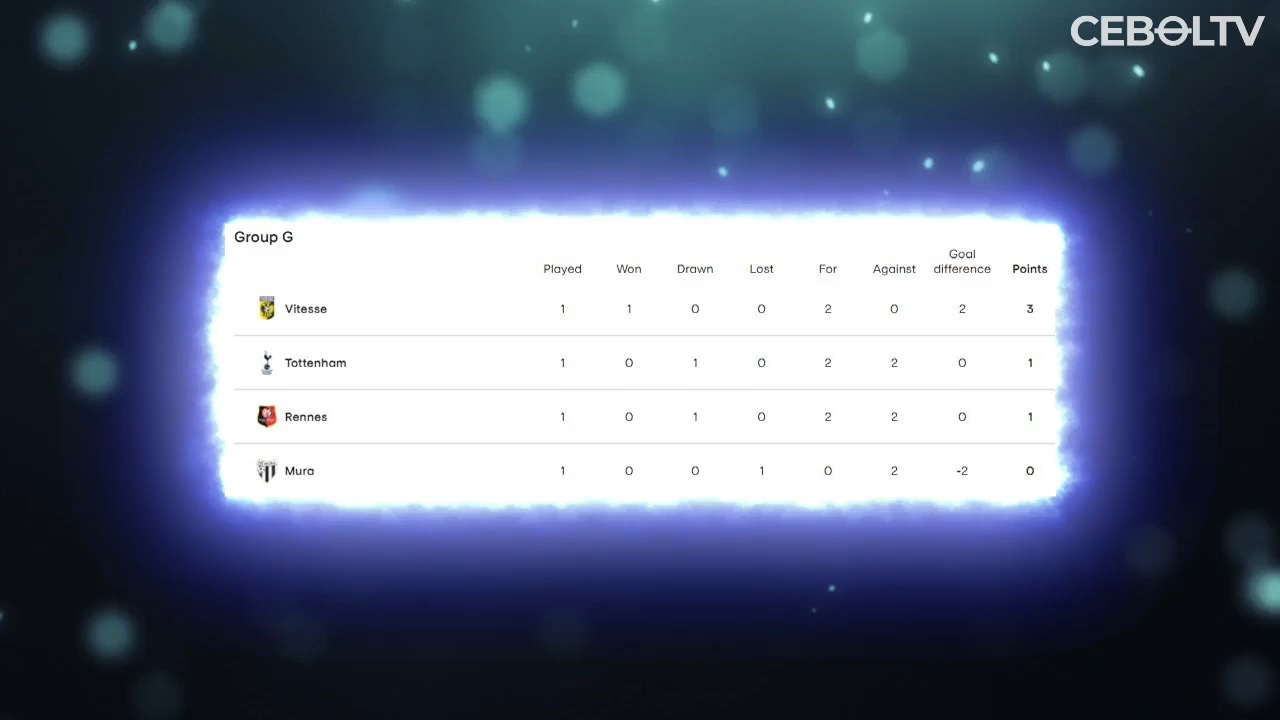 CEBOLTV
Group G
Played Won Drawn Lost For Against Goal difference Points
Vitesse 1 1 0 0 2 0 2 3
Tottenham 1 0 1 0 2 2 0 1
Rennes 1 0 1 0 2 2 0 1
Mura 1 0 0 1 0 2 -2 0